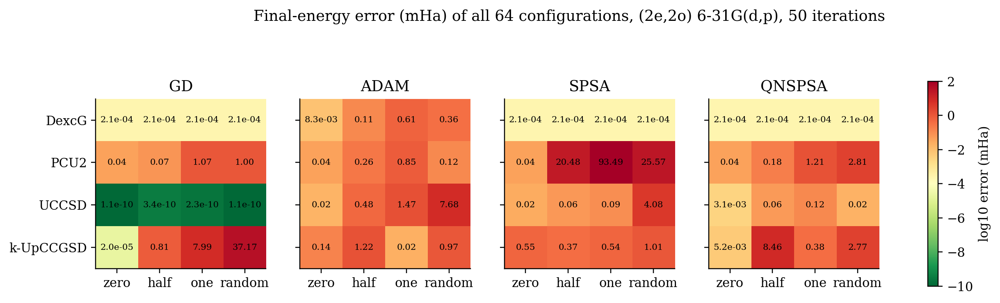 Final-energy error (mHa) of all 64 configurations, (2e,2o) 6-31G(d,p), 50 iterations
GD
ADAM
SPSA
QNSPSA
DexcG 2.1e-04 2.1e-04 2.1e-04 2.1e-04 8.3e-03 0.11 0.61 0.36 2.1e-04 2.1e-04 2.1e-04 2.1e-04 2.1e-04 2.1e-04 2.1e-04 2.1e-04
PCU2 0.04 0.07 1.07 1.00 0.04 0.26 0.85 0.12 0.04 20.48 93.49 25.57 0.04 0.18 1.21 2.81
UCCSD 1.1e-10 3.4e-10 2.3e-10 1.1e-10 0.02 0.48 1.47 7.68 0.02 0.06 0.09 4.08 3.1e-03 0.06 0.12 0.02
k-UpCCGSD 2.0e-05 0.81 7.99 37.17 0.14 1.22 0.02 0.97 0.55 0.37 0.54 1.01 5.2e-03 8.46 0.38 2.77
zero half one random zero half one random zero half one random zero half one random
2
0
−2
−4
−6
−8
−10
log10 error (mHa)